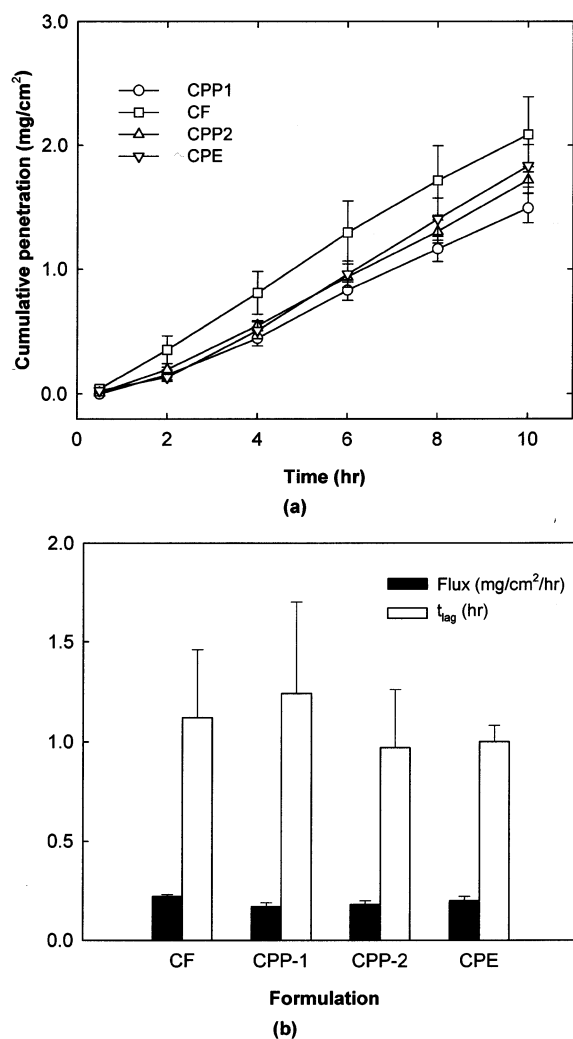 3.0
2.0
1.0
0.0
Cumulative penetration (mg/cm²)
CPP1
CF
CPP2
CPE
0 2 4 6 8 10
Time (hr)
(a)
2.0
1.5
1.0
0.5
0.0
Flux (mg/cm²/hr)
tlag (hr)
CF CPP-1 CPP-2 CPE
Formulation
(b)